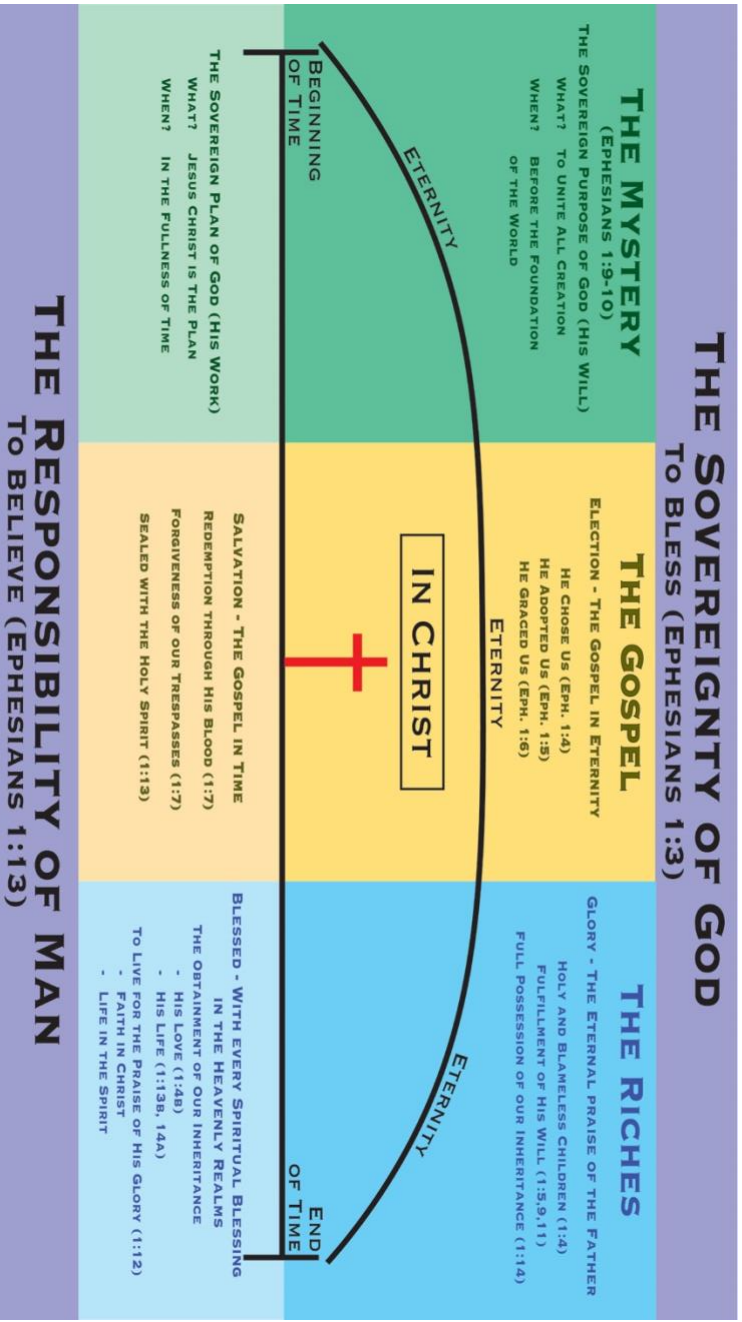 THE SOVEREIGNTY OF GOD
TO BLESS (EPHESIANS 1:3)
THE MYSTERY
(EPHESIANS 1:9-10)
THE SOVEREIGN PURPOSE OF GOD (HIS WILL)
WHAT? TO UNITE ALL CREATION
WHEN? BEFORE THE FOUNDATION
OF THE WORLD
THE GOSPEL
ELECTION - THE GOSPEL IN ETERNITY
HE CHOSE US (EPH. 1:4)
HE ADOPTED US (EPH. 1:5)
HE GRACED US (EPH. 1:6)
THE RICHES
GLORY - THE ETERNAL PRAISE OF THE FATHER
HOLY AND BLAMELESS CHILDREN (1:4)
FULFILLMENT OF HIS WILL (1:5,9,11)
FULL POSSESSION OF OUR INHERITANCE (1:14)
ETERNITY
ETERNITY
ETERNITY
IN CHRIST
BEGINNING
OF TIME
END
OF TIME
THE SOVEREIGN PLAN OF GOD (HIS WORK)
WHAT? JESUS CHRIST IS THE PLAN
WHEN? IN THE FULLNESS OF TIME
SALVATION - THE GOSPEL IN TIME
REDEMPTION THROUGH HIS BLOOD (1:7)
FORGIVENESS OF OUR TRESPASSES (1:7)
SEALED WITH THE HOLY SPIRIT (1:13)
BLESSED - WITH EVERY SPIRITUAL BLESSING
IN THE HEAVENLY REALMS
THE OBTAINMENT OF OUR INHERITANCE
- HIS LOVE (1:4B)
- HIS LIFE (1:13B, 14A)
TO LIVE FOR THE PRAISE OF HIS GLORY (1:12)
- FAITH IN CHRIST
- LIFE IN THE SPIRIT
THE RESPONSIBILITY OF MAN
TO BELIEVE (EPHESIANS 1:13)